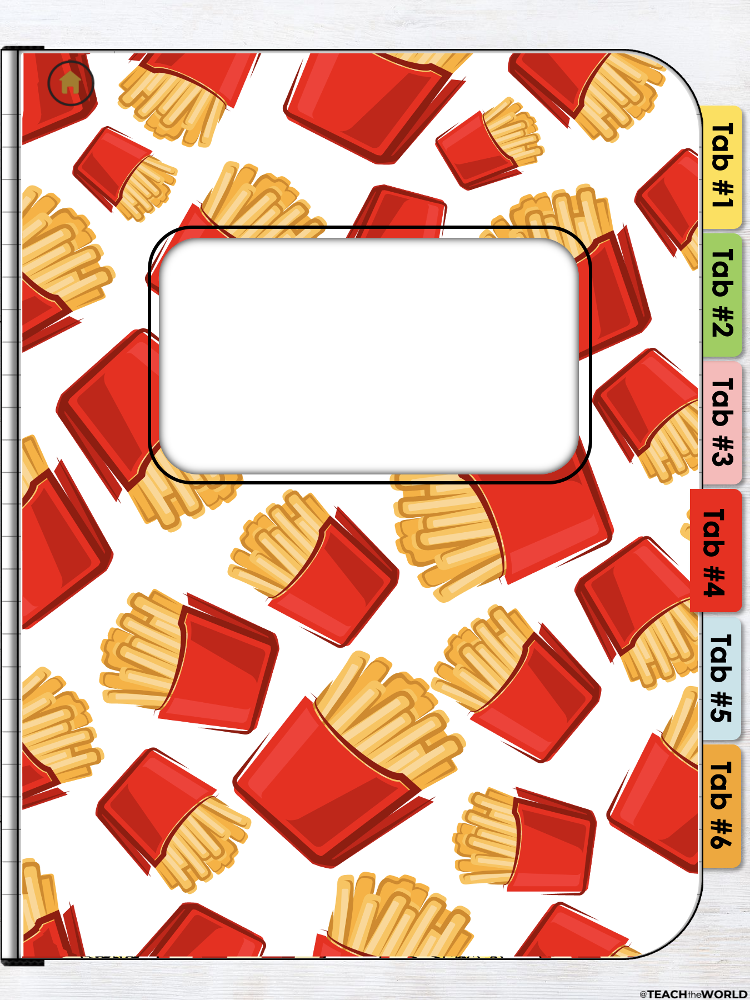 Tab #1
Tab #2
Tab #3
Tab #4
Tab #5
Tab #6
@TEACHtheWORLD